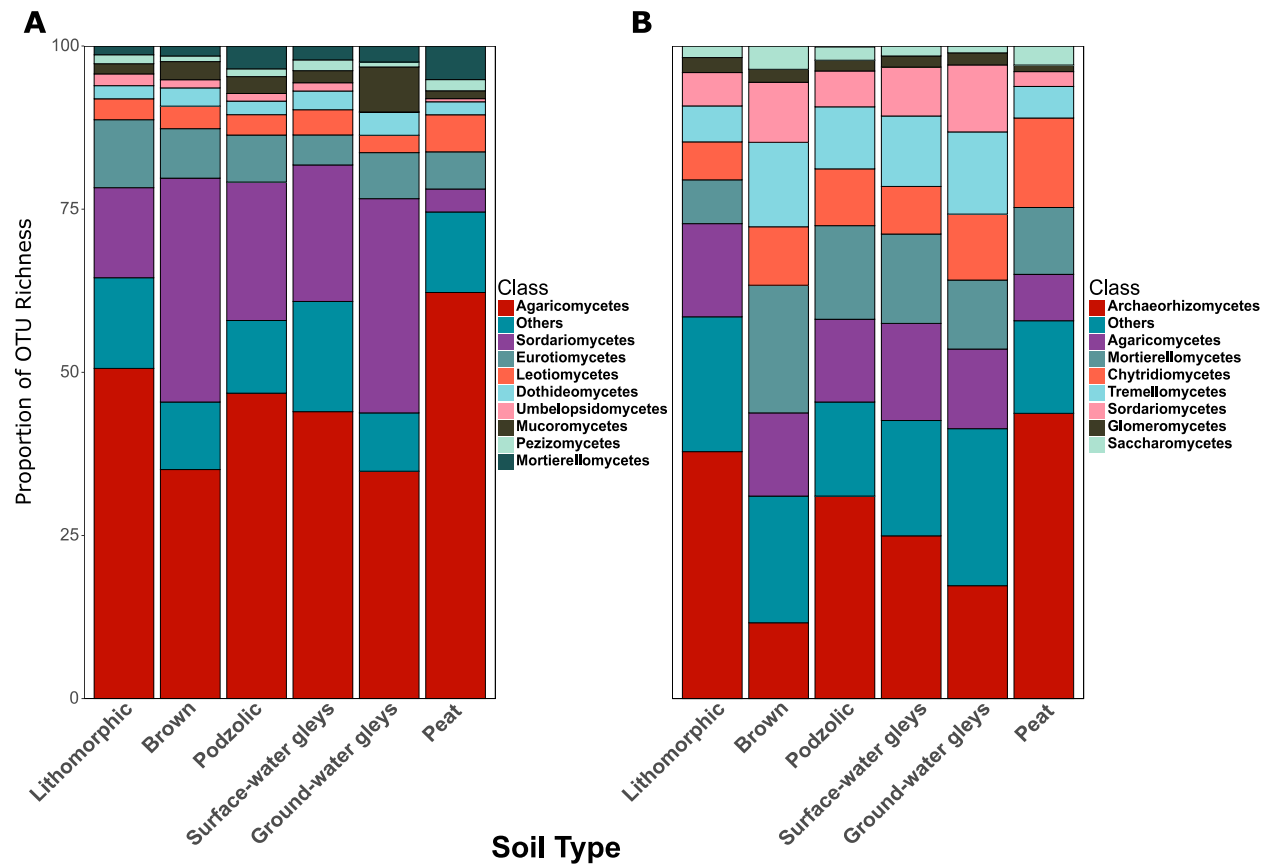 A
B
Proportion of OTU Richness
100
75
50
25
0
Lithomorphic
Brown
Podzolic
Surface-water gleys
Ground-water gleys
Peat
Class
Agaricomycetes
Others
Sordariomycetes
Eurotiomycetes
Leotiomycetes
Dothideomycetes
Umbelopsidomycetes
Mucoromycetes
Pezizomycetes
Mortierellomycetes
Lithomorphic
Brown
Podzolic
Surface-water gleys
Ground-water gleys
Peat
Class
Archaeorhizomycetes
Others
Agaricomycetes
Mortierellomycetes
Chytridiomycetes
Tremellomycetes
Sordariomycetes
Glomeromycetes
Saccharomycetes
Soil Type